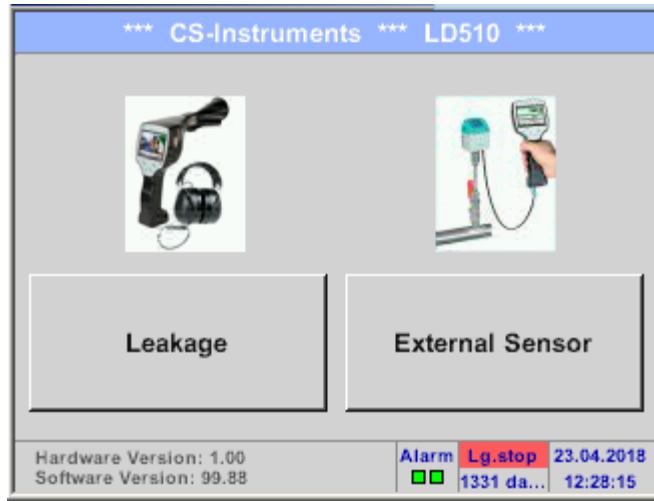 *** CS-Instruments *** LD510 ***
Leakage
External Sensor
Hardware Version: 1.00
Software Version: 99.88
Alarm
Lg.stop
1331 da...
23.04.2018
12:28:15